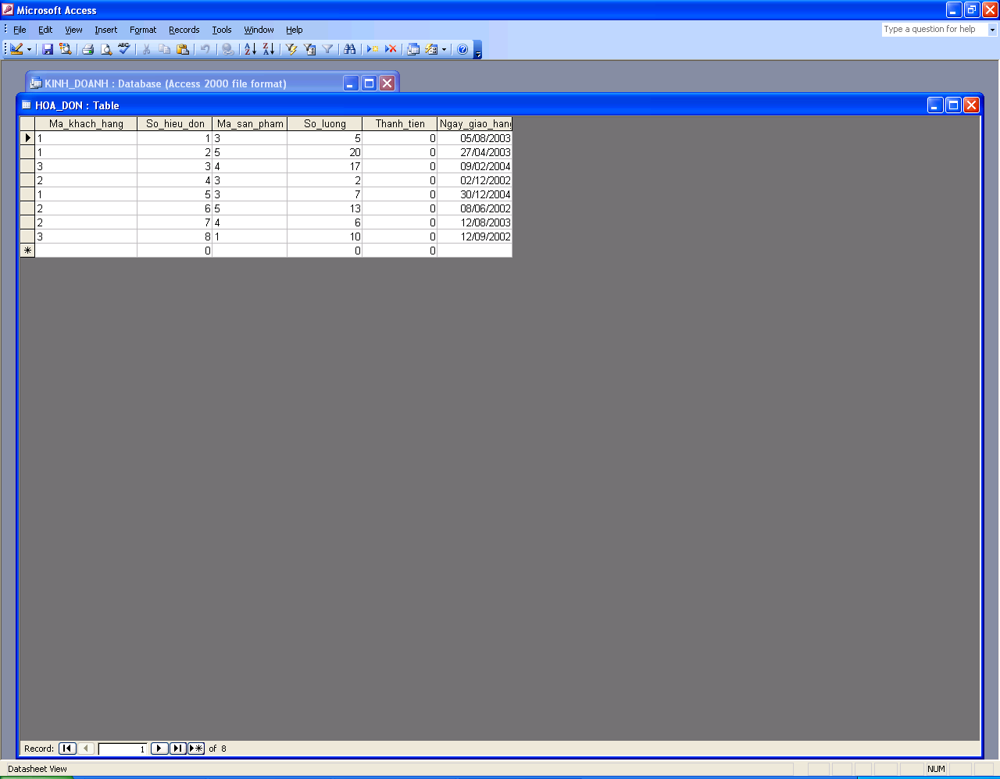 Microsoft Access
File Edit View Insert Format Records Tools Window Help
Type a question for help
KINH_DOANH : Database (Access 2000 file format)
HOA_DON : Table
Ma_khach_hang So_hieu_don Ma_san_pham So_luong Thanh_tien Ngay_giao_hang
1 1 3 5 0 05/08/2003
1 2 5 20 0 27/04/2003
3 3 4 17 0 09/02/2004
2 4 3 2 0 02/12/2002
1 5 3 7 0 30/12/2004
2 6 5 13 0 08/06/2002
2 7 4 6 0 12/08/2003
3 8 1 10 0 12/09/2002
0 0 0
Record: 1 of 8
Datasheet View NUM